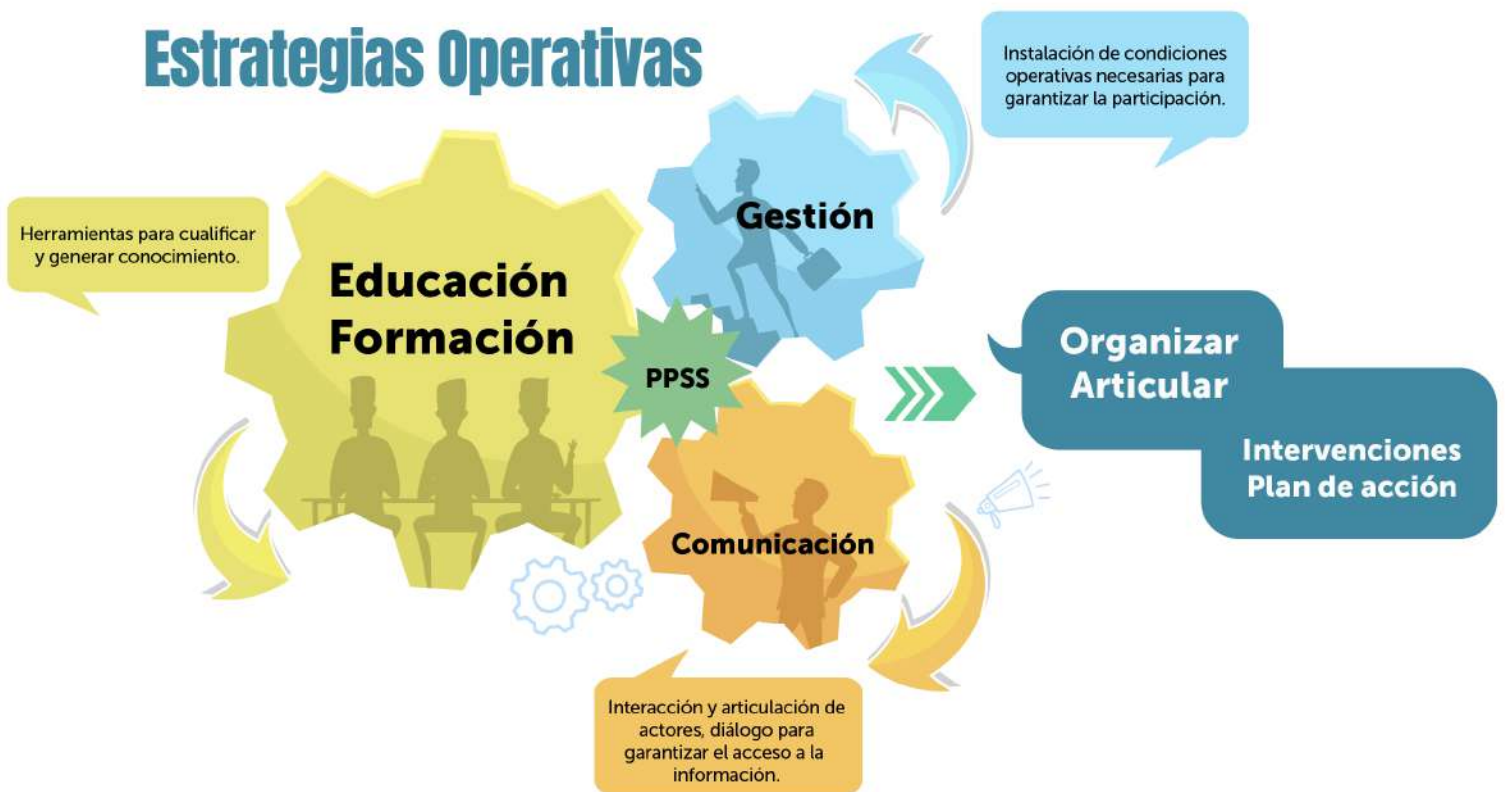 Estrategias Operativas
Instalación de condiciones
operativas necesarias para
garantizar la participación.
Gestión
Herramientas para cualificar
y generar conocimiento.
Educación
Formación
PPSS
Organizar
Articular
Intervenciones
Plan de acción
Comunicación
Interacción y articulación de
actores, diálogo para
garantizar el acceso a la
información.